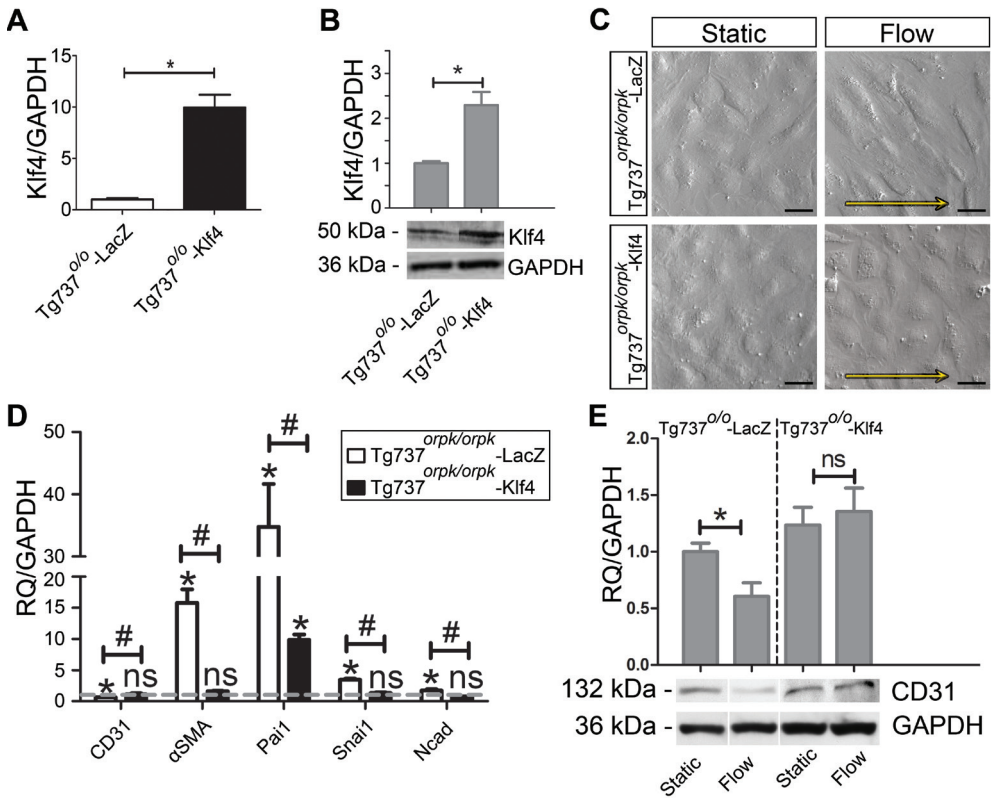 A
Klf4/GAPDH
15
10
5
0
*
Tg737o/o-LacZ
Tg737o/o-Klf4
B
Klf4/GAPDH
3
2
1
0
*
50 kDa -
Klf4
36 kDa -
GAPDH
Tg737o/o-LacZ
Tg737o/o-Klf4
C
Static
Flow
Tg737orpk/orpk-LacZ
Tg737orpk/orpk-Klf4
D
RQ/GAPDH
50
40
30
20
15
10
5
0
Tg737orpk/orpk-LacZ
Tg737orpk/orpk-Klf4
# # # # #
* ns * ns * * * ns * ns
CD31
αSMA
Pai1
Snai1
Ncad
E
Tg737o/o-LacZ
Tg737o/o-Klf4
RQ/GAPDH
2.0
1.5
1.0
0.5
0.0
*
ns
132 kDa -
CD31
36 kDa -
GAPDH
Static
Flow
Static
Flow